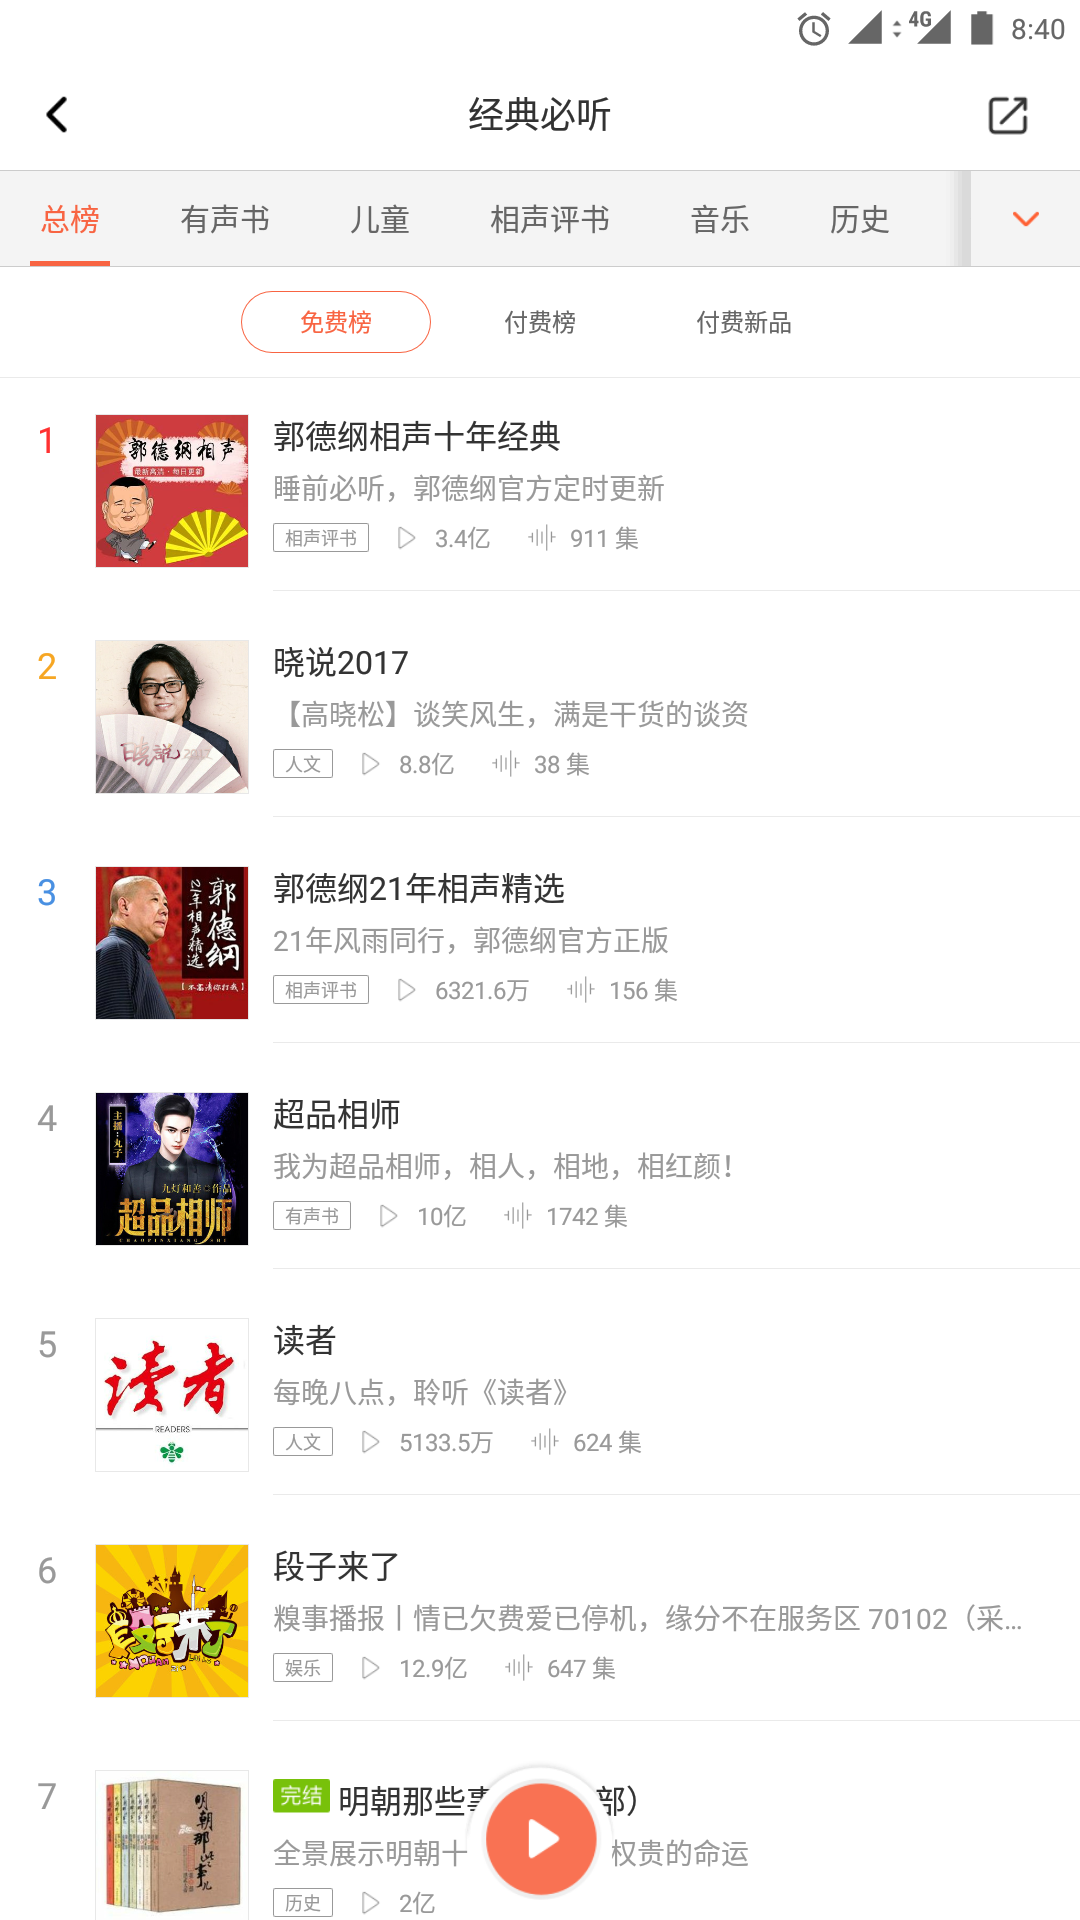 4G 8:40
经典必听
总榜 有声书 儿童 相声评书 音乐 历史
免费榜 付费榜 付费新品
1
郭德纲相声
最新高清·每日更新
郭德纲相声十年经典
睡前必听，郭德纲官方定时更新
相声评书 3.4亿 911 集
2
晓说 2017
晓说2017
【高晓松】谈笑风生，满是干货的谈资
人文 8.8亿 38 集
3
郭德纲
21年相声精选
【不高清你打我】
郭德纲21年相声精选
21年风雨同行，郭德纲官方正版
相声评书 6321.6万 156 集
4
主播：丸子
九灯和善·作品
超品相师
CHAOPINXIANGSHI
超品相师
我为超品相师，相人，相地，相红颜！
有声书 10亿 1742 集
5
读者
READERS
读者
每晚八点，聆听《读者》
人文 5133.5万 624 集
6
段子来了
段子来了
糗事播报丨情已欠费爱已停机，缘分不在服务区 70102（采...
娱乐 12.9亿 647 集
7
明朝那些事儿
完结 明朝那些 部）
全景展示明朝十 权贵的命运
历史 2亿